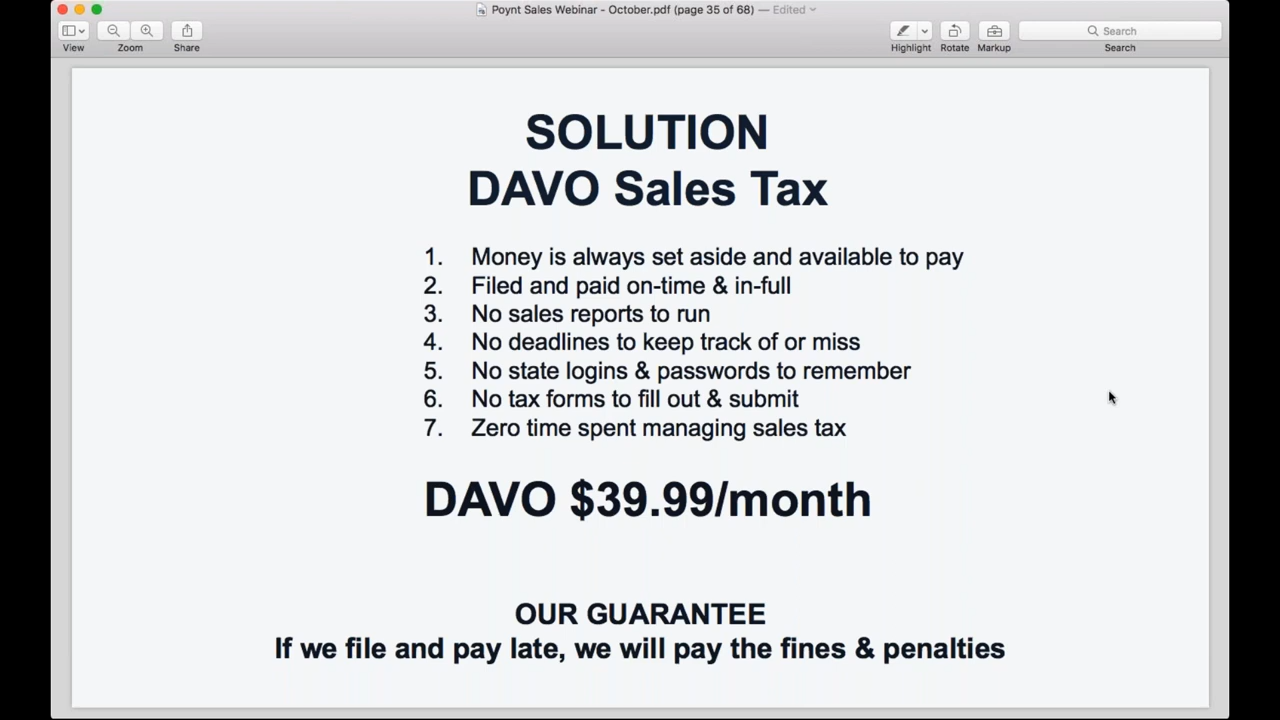 Poynt Sales Webinar - October.pdf (page 35 of 68) — Edited
View Zoom Share Highlight Rotate Markup Search
Search
SOLUTION
DAVO Sales Tax
1. Money is always set aside and available to pay
2. Filed and paid on-time & in-full
3. No sales reports to run
4. No deadlines to keep track of or miss
5. No state logins & passwords to remember
6. No tax forms to fill out & submit
7. Zero time spent managing sales tax
DAVO $39.99/month
OUR GUARANTEE
If we file and pay late, we will pay the fines & penalties